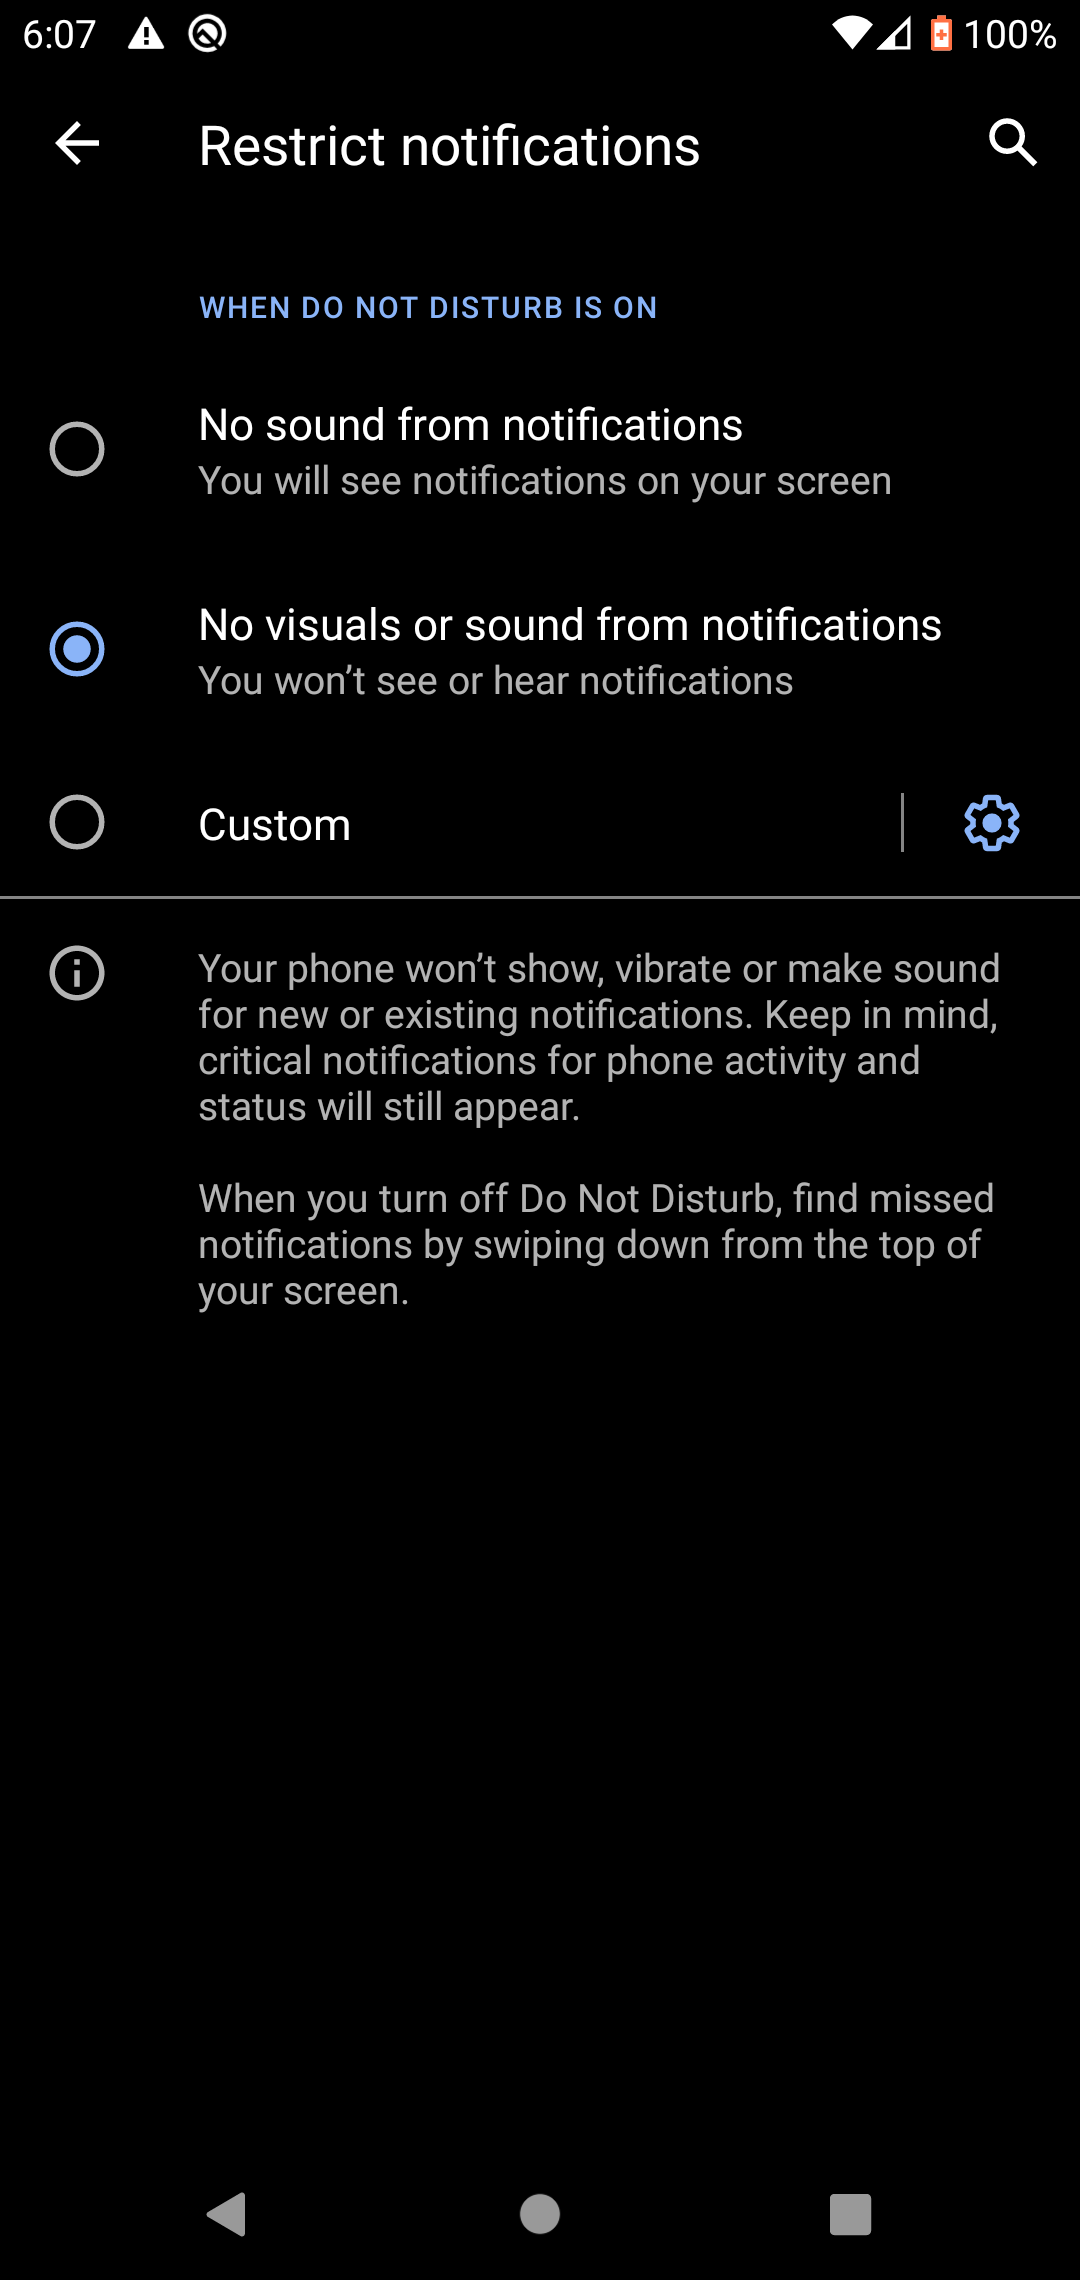 6:07
100%
Restrict notifications
WHEN DO NOT DISTURB IS ON
No sound from notifications
You will see notifications on your screen
No visuals or sound from notifications
You won’t see or hear notifications
Custom
Your phone won’t show, vibrate or make sound
for new or existing notifications. Keep in mind,
critical notifications for phone activity and
status will still appear.
When you turn off Do Not Disturb, find missed
notifications by swiping down from the top of
your screen.